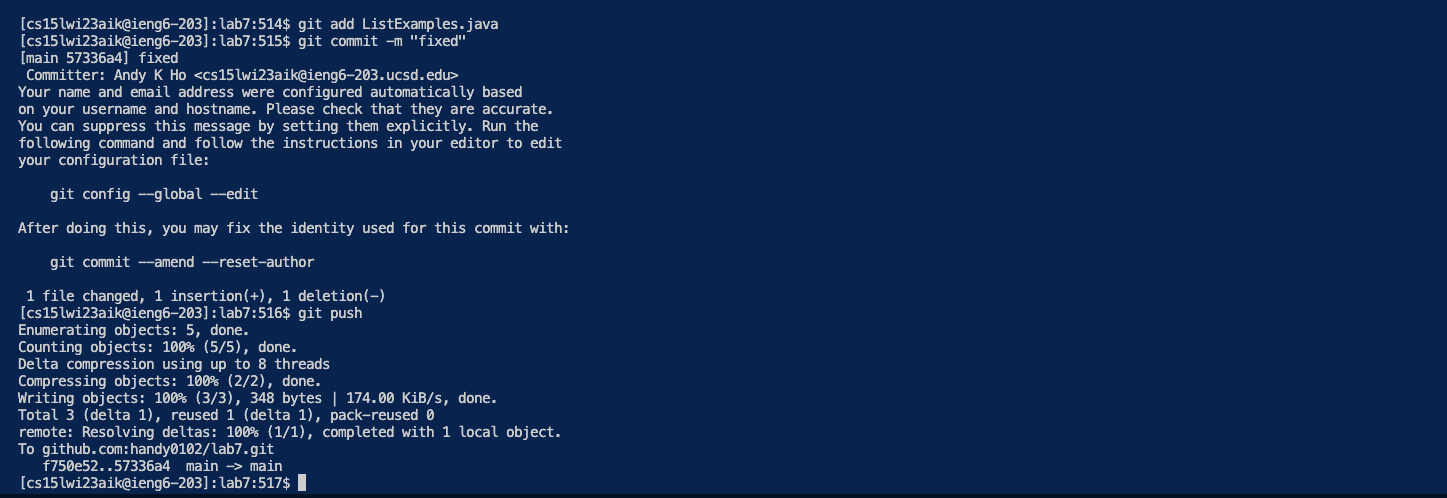 [cs15lwi23aik@ieng6-203]:lab7:514$ git add ListExamples.java
[cs15lwi23aik@ieng6-203]:lab7:515$ git commit -m "fixed"
[main 57336a4] fixed
 Committer: Andy K Ho <cs15lwi23aik@ieng6-203.ucsd.edu>
Your name and email address were configured automatically based
on your username and hostname. Please check that they are accurate.
You can suppress this message by setting them explicitly. Run the
following command and follow the instructions in your editor to edit
your configuration file:

    git config --global --edit

After doing this, you may fix the identity used for this commit with:

    git commit --amend --reset-author

 1 file changed, 1 insertion(+), 1 deletion(-)
[cs15lwi23aik@ieng6-203]:lab7:516$ git push
Enumerating objects: 5, done.
Counting objects: 100% (5/5), done.
Delta compression using up to 8 threads
Compressing objects: 100% (2/2), done.
Writing objects: 100% (3/3), 348 bytes | 174.00 KiB/s, done.
Total 3 (delta 1), reused 1 (delta 1), pack-reused 0
remote: Resolving deltas: 100% (1/1), completed with 1 local object.
To github.com:handy0102/lab7.git
   f750e52..57336a4  main -> main
[cs15lwi23aik@ieng6-203]:lab7:517$